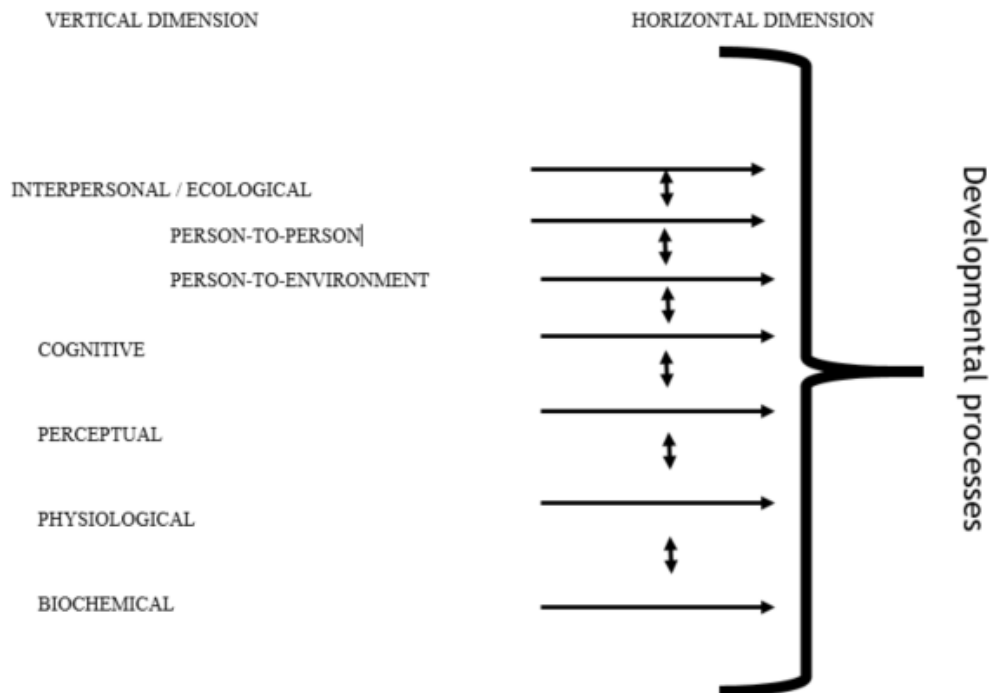 VERTICAL DIMENSION
HORIZONTAL DIMENSION
INTERPERSONAL / ECOLOGICAL
PERSON-TO-PERSON
PERSON-TO-ENVIRONMENT
COGNITIVE
PERCEPTUAL
PHYSIOLOGICAL
BIOCHEMICAL
Developmental processes